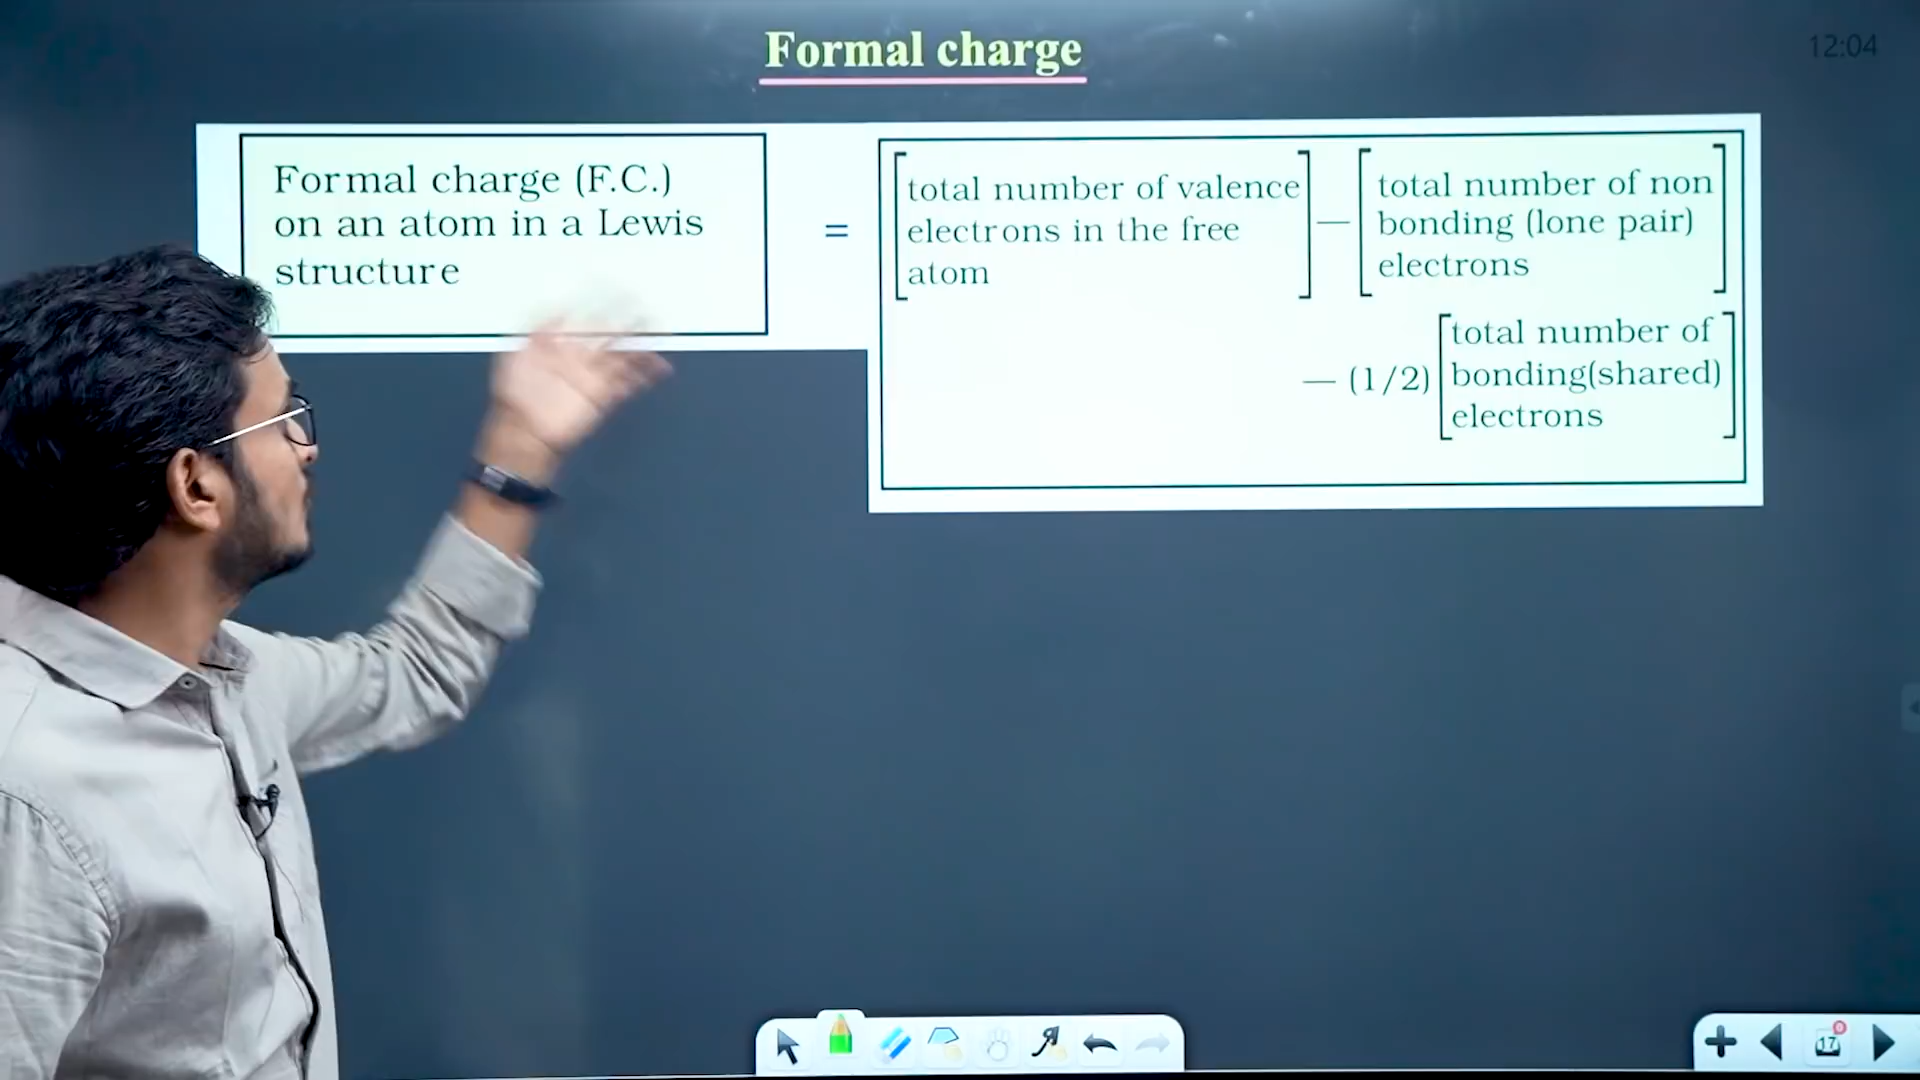 Formal charge
12:04
Formal charge (F.C.)
on an atom in a Lewis
structure
=
total number of valence
electrons in the free
atom
—
total number of non
bonding (lone pair)
electrons
— (1/2)
total number of
bonding(shared)
electrons
17
0